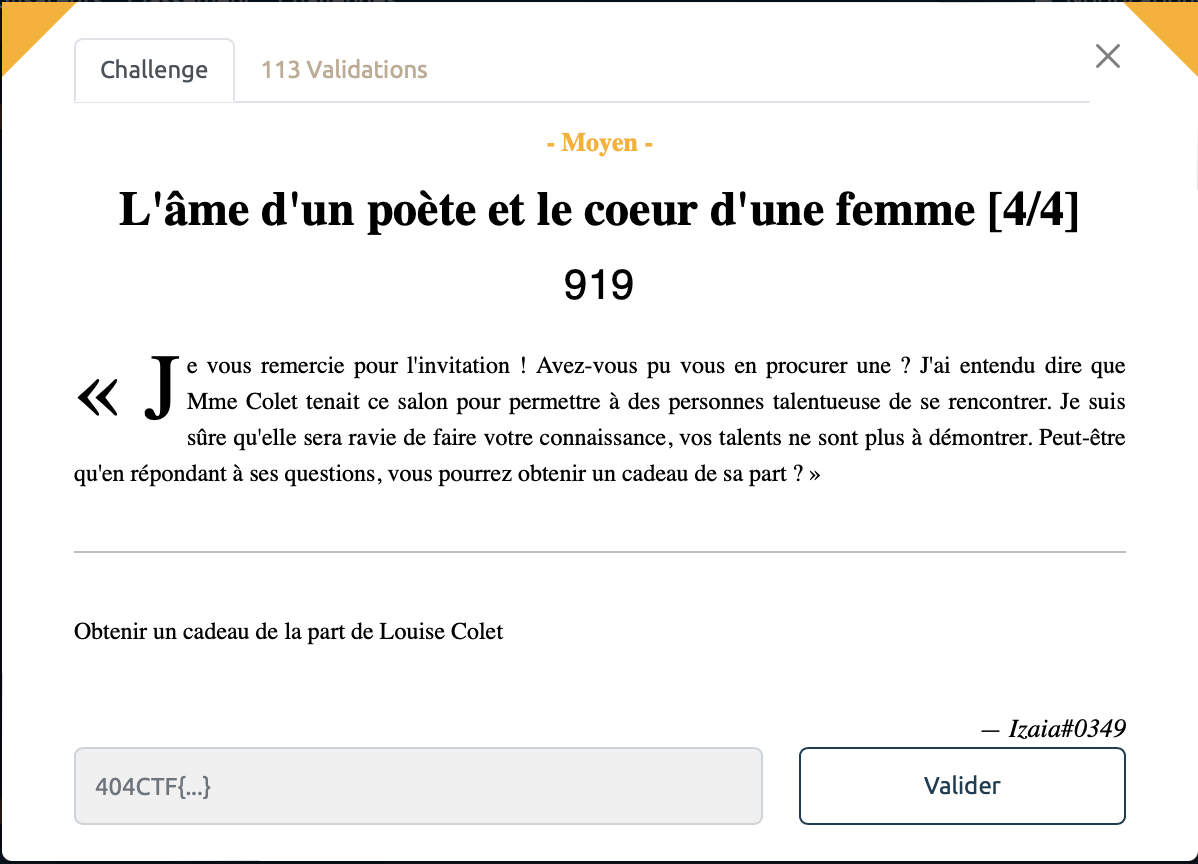 Challenge
113 Validations
- Moyen -
L'âme d'un poète et le coeur d'une femme [4/4]
919
« Je vous remercie pour l'invitation ! Avez-vous pu vous en procurer une ? J'ai entendu dire que
Mme Colet tenait ce salon pour permettre à des personnes talentueuse de se rencontrer. Je suis
sûre qu'elle sera ravie de faire votre connaissance, vos talents ne sont plus à démontrer. Peut-être
qu'en répondant à ses questions, vous pourrez obtenir un cadeau de sa part ? »
Obtenir un cadeau de la part de Louise Colet
— Izaia#0349
404CTF{...}
Valider